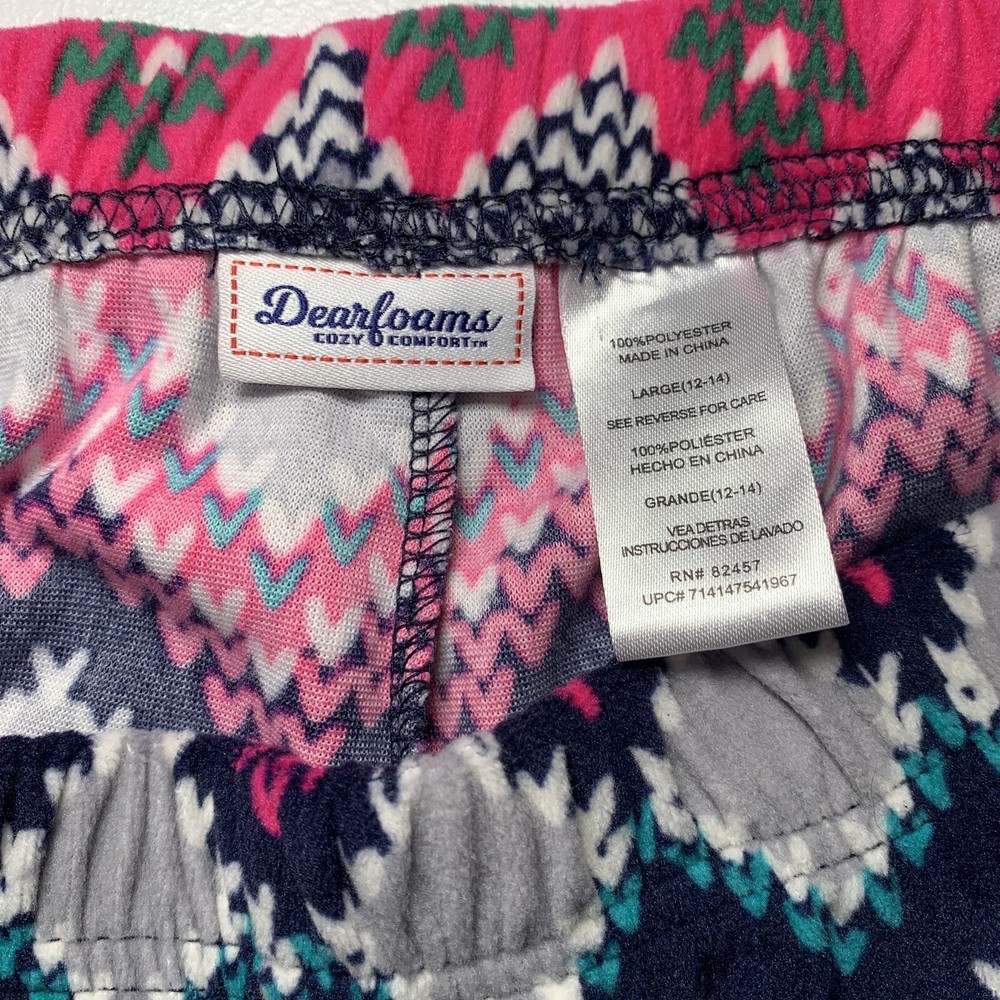 Dearfoams
COZY COMFORT™
100%POLYESTER
MADE IN CHINA
LARGE(12-14)
SEE REVERSE FOR CARE
100%POLIÉSTER
HECHO EN CHINA
GRANDE(12-14)
VEA DETRAS
INSTRUCCIONES DE LAVADO
RN# 82457
UPC# 714147541967